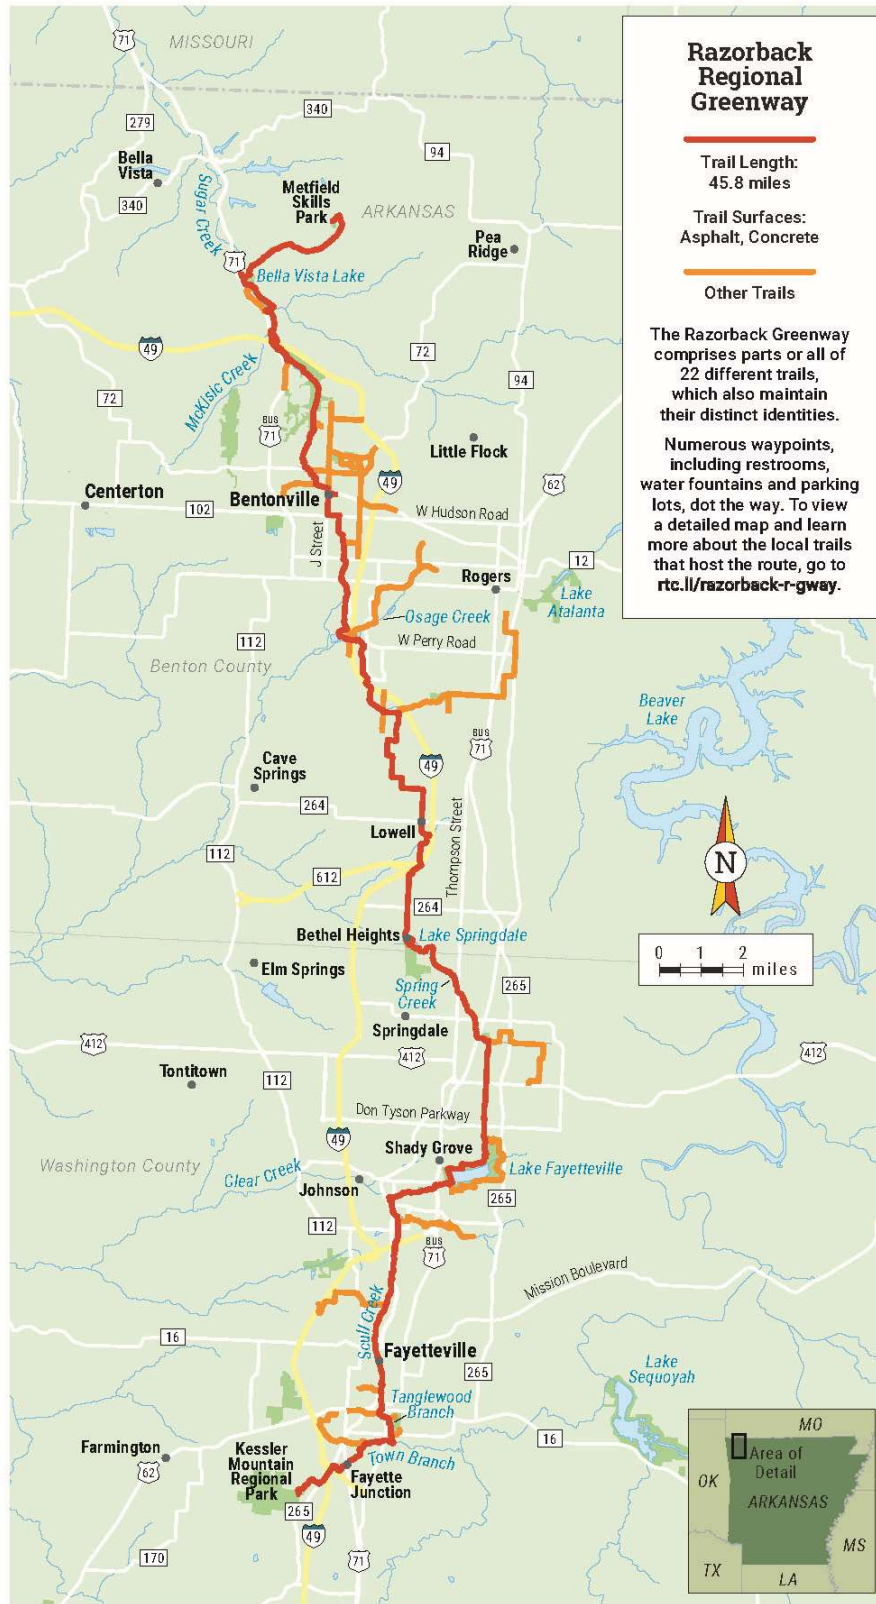 Razorback
Regional
Greenway
Trail Length:
45.8 miles
Trail Surfaces:
Asphalt, Concrete
Other Trails
The Razorback Greenway
comprises parts or all of
22 different trails,
which also maintain
their distinct identities.
Numerous waypoints,
including restrooms,
water fountains and parking
lots, dot the way. To view
a detailed map and learn
more about the local trails
that host the route, go to
rtc.li/razorback-r-gway.
MISSOURI
71
340
279
94
Bella
Vista
340
Sugar Creek
Metfield
Skills
Park
ARKANSAS
Pea
Ridge
71
Bella Vista Lake
49
72
McKisic Creek
72
94
BUS
71
Little Flock
49
62
Centerton
102
Bentonville
W Hudson Road
J Street
12
Rogers
Lake
Atalanta
Osage Creek
112
W Perry Road
Benton County
Beaver
Lake
BUS
71
Cave
Springs
49
264
Lowell
Thompson Street
112
612
N
264
Bethel Heights
Lake Springdale
0 1 2
miles
Elm Springs
Spring
Creek
265
Springdale
412
412
412
Tontitown
112
Don Tyson Parkway
49
Shady Grove
Washington County
Clear Creek
Lake Fayetteville
Johnson
265
112
BUS
71
Mission Boulevard
Scull Creek
16
Fayetteville
265
Lake
Sequoyah
Tanglewood
Branch
16
Farmington
62
Kessler
Mountain
Regional
Park
Town Branch
Fayette
Junction
265
49
170
71
MO
Area of
Detail
OK
ARKANSAS
MS
TX
LA